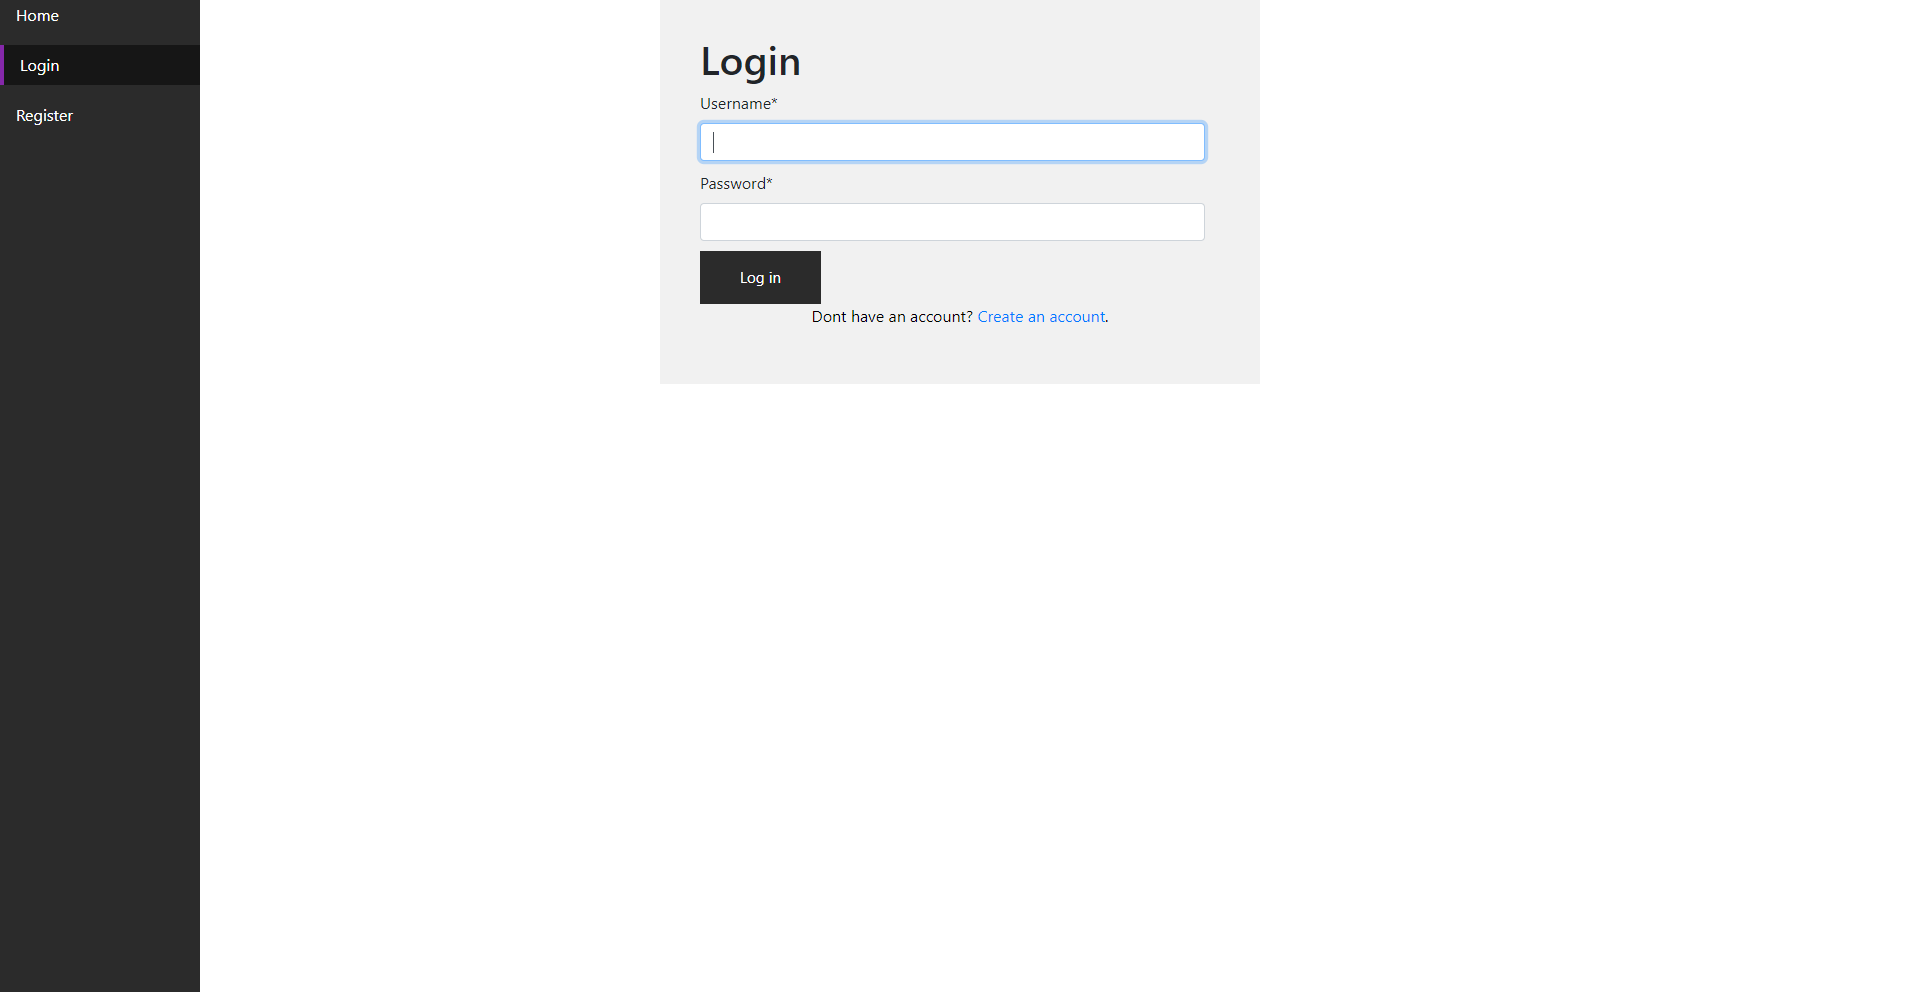 Home
Login
Register
Login
Username*
Password*
Log in
Dont have an account? Create an account.